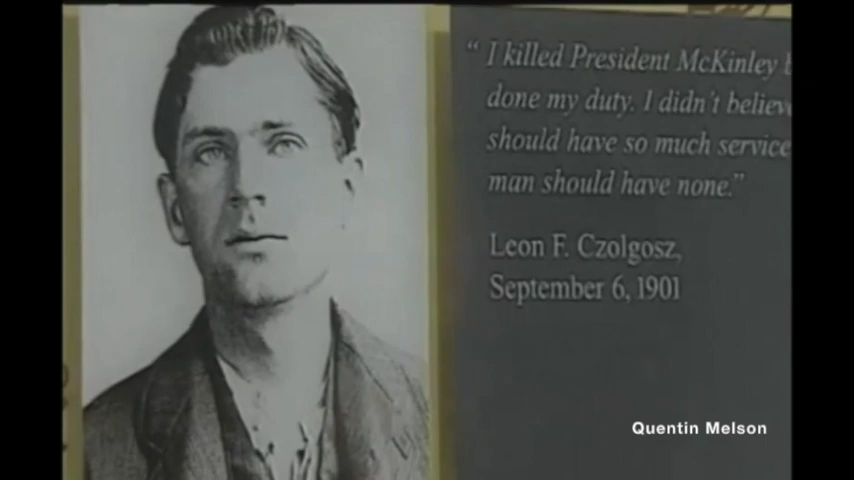 “ I killed President McKinley
done my duty. I didn't believe
should have so much service
man should have none.”
Leon F. Czolgosz,
September 6, 1901
Quentin Melson